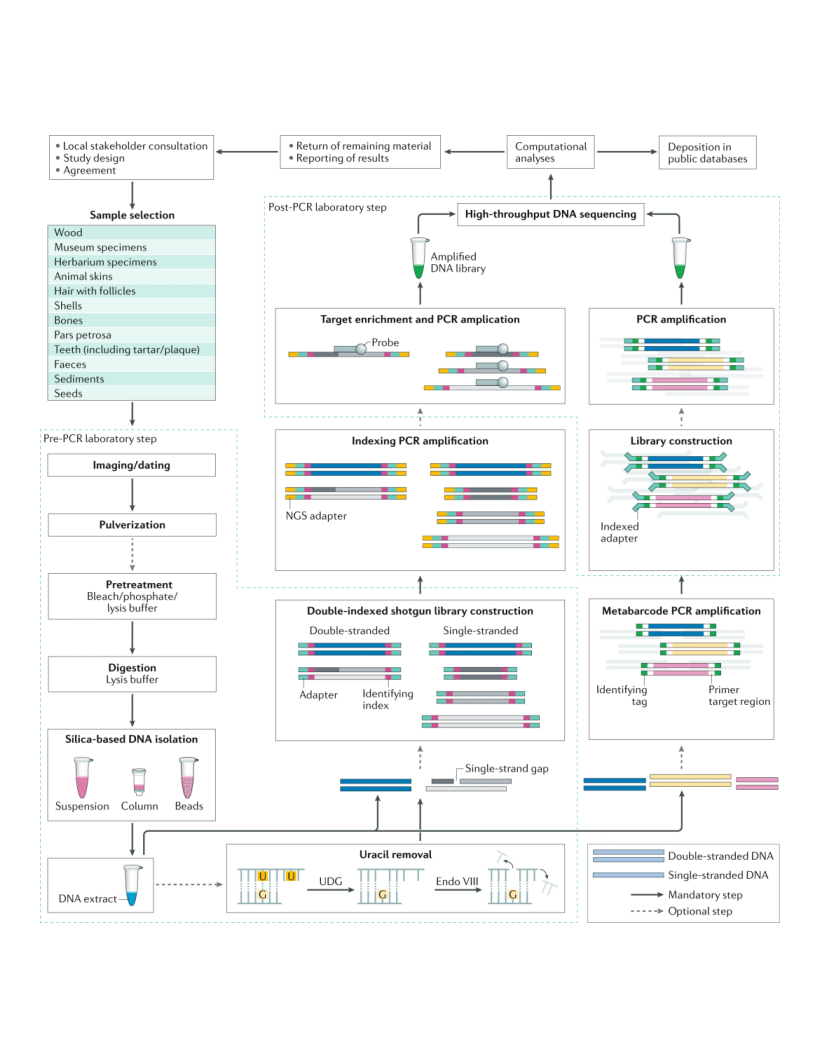 • Local stakeholder consultation
• Study design
• Agreement
• Return of remaining material
• Reporting of results
Computational
analyses
Deposition in
public databases
Sample selection
Wood
Museum specimens
Herbarium specimens
Animal skins
Hair with follicles
Shells
Bones
Pars petrosa
Teeth (including tartar/plaque)
Faeces
Sediments
Seeds
Pre-PCR laboratory step
Imaging/dating
Pulverization
Pretreatment
Bleach/phosphate/
lysis buffer
Digestion
Lysis buffer
Silica-based DNA isolation
Suspension
Column
Beads
DNA extract
Post-PCR laboratory step
High-throughput DNA sequencing
Amplified
DNA library
Target enrichment and PCR amplication
Probe
PCR amplification
Indexing PCR amplification
NGS adapter
Library construction
Indexed
adapter
Double-indexed shotgun library construction
Double-stranded
Single-stranded
Adapter
Identifying
index
Metabarcode PCR amplification
Identifying
tag
Primer
target region
Single-strand gap
Uracil removal
U
U
G
UDG
G
Endo VIII
G
Double-stranded DNA
Single-stranded DNA
Mandatory step
Optional step